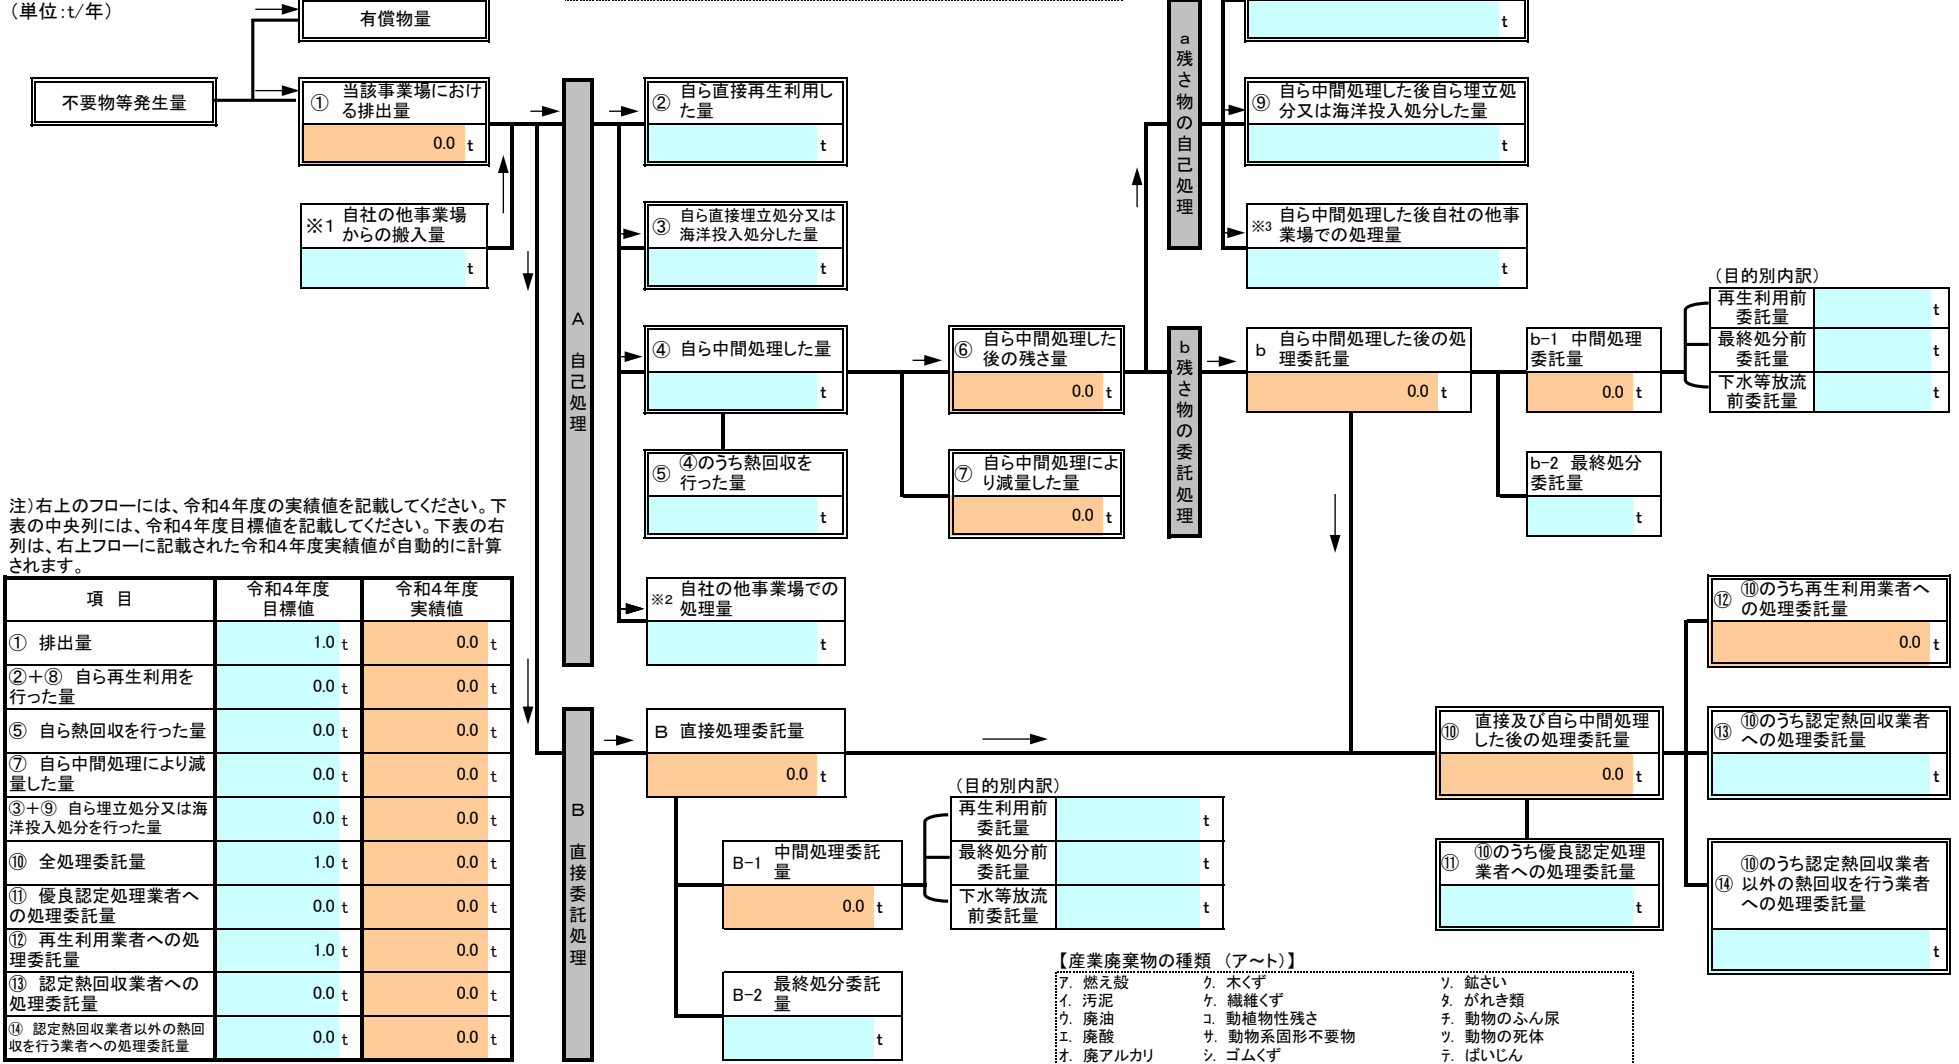 （単位：t/年）
有償物量
不要物等発生量
① 当該事業場におけ
る排出量
0.0 t
※1 自社の他事業場
からの搬入量
t
A 自己処理
② 自ら直接再生利用し
た量
t
③ 自ら直接埋立処分又は
海洋投入処分した量
t
④ 自ら中間処理した量
t
⑤ ④のうち熱回収を
行った量
t
※2 自社の他事業場での
処理量
t
⑥ 自ら中間処理した
後の残さ量
0.0 t
⑦ 自ら中間処理によ
り減量した量
0.0 t
a 残さ物の自己処理
t
⑨ 自ら中間処理した後自ら埋立処
分又は海洋投入処分した量
t
※3 自ら中間処理した後自社の他事
業場での処理量
t
b 残さ物の委託処理
b 自ら中間処理した後の処
理委託量
0.0 t
b-1 中間処理
委託量
0.0 t
b-2 最終処分
委託量
t
（目的別内訳）
再生利用前
委託量 t
最終処分前
委託量 t
下水等放流
前委託量 t
注）右上のフローには、令和４年度の実績値を記載してください。下
表の中央列には、令和４年度目標値を記載してください。下表の右
列は、右上フローに記載された令和４年度実績値が自動的に計算
されます。
項 目 令和４年度
目標値 令和４年度
実績値
① 排出量 1.0 t 0.0 t
②＋⑧ 自ら再生利用を
行った量 0.0 t 0.0 t
⑤ 自ら熱回収を行った量 0.0 t 0.0 t
⑦ 自ら中間処理により減
量した量 0.0 t 0.0 t
③＋⑨ 自ら埋立処分又は海
洋投入処分を行った量 0.0 t 0.0 t
⑩ 全処理委託量 1.0 t 0.0 t
⑪ 優良認定処理業者へ
の処理委託量 0.0 t 0.0 t
⑫ 再生利用業者への処
理委託量 1.0 t 0.0 t
⑬ 認定熱回収業者への
処理委託量 0.0 t 0.0 t
⑭ 認定熱回収業者以外の熱回
収を行う業者への処理委託量 0.0 t 0.0 t
B 直接委託処理
B 直接処理委託量
0.0 t
B-1 中間処理委託
量
0.0 t
B-2 最終処分委託
量
t
（目的別内訳）
再生利用前
委託量 t
最終処分前
委託量 t
下水等放流
前委託量 t
⑩ 直接及び自ら中間処理
した後の処理委託量
0.0 t
⑪ ⑩のうち優良認定処理
業者への処理委託量
t
⑫ ⑩のうち再生利用業者へ
の処理委託量
0.0 t
⑬ ⑩のうち認定熱回収業者
への処理委託量
t
⑭ ⑩のうち認定熱回収業者
以外の熱回収を行う業者
への処理委託量
t
【産業廃棄物の種類 （ア～ト）】
ア. 燃え殻 ク. 木くず ソ. 鉱さい
イ. 汚泥 ケ. 繊維くず タ. がれき類
ウ. 廃油 コ. 動植物性残さ チ. 動物のふん尿
エ. 廃酸 サ. 動物系固形不要物 ツ. 動物の死体
オ. 廃アルカリ シ. ゴムくず テ. ばいじん